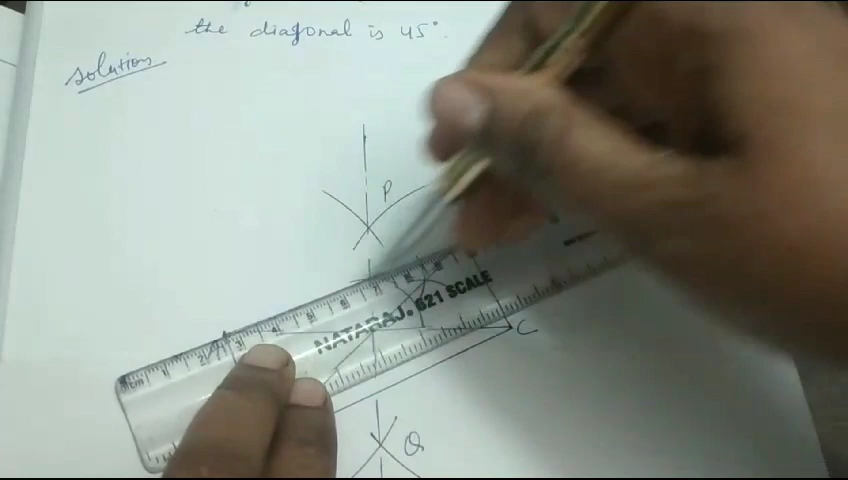 the diagonal is 45°.
Solution
P
NATARAJ. 621 SCALE
C
Q